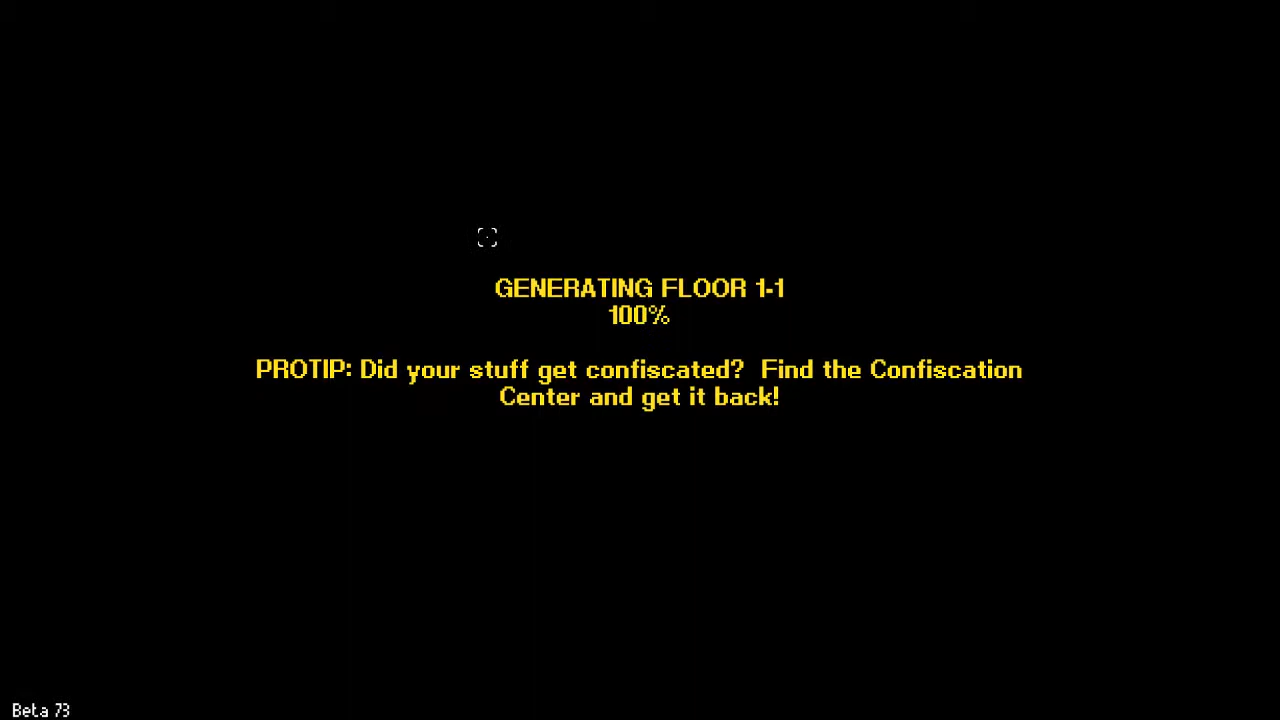 GENERATING FLOOR 1-1
100%
PROTIP: Did your stuff get confiscated?  Find the Confiscation
Center and get it back!
Beta 73